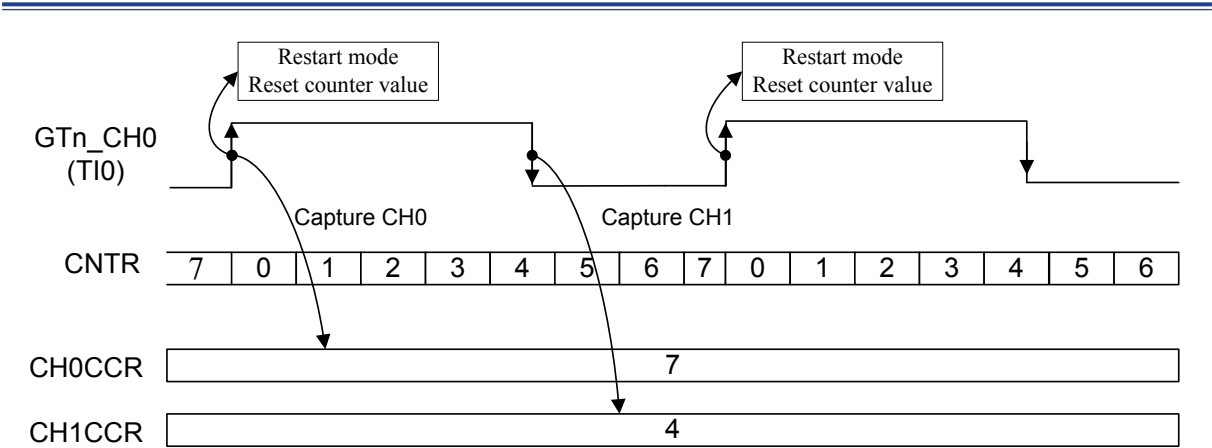 Restart mode
Reset counter value
Restart mode
Reset counter value
GTn_CH0
(TI0)
Capture CH0
Capture CH1
CNTR 7 0 1 2 3 4 5 6 7 0 1 2 3 4 5 6
CH0CCR 7
CH1CCR 4